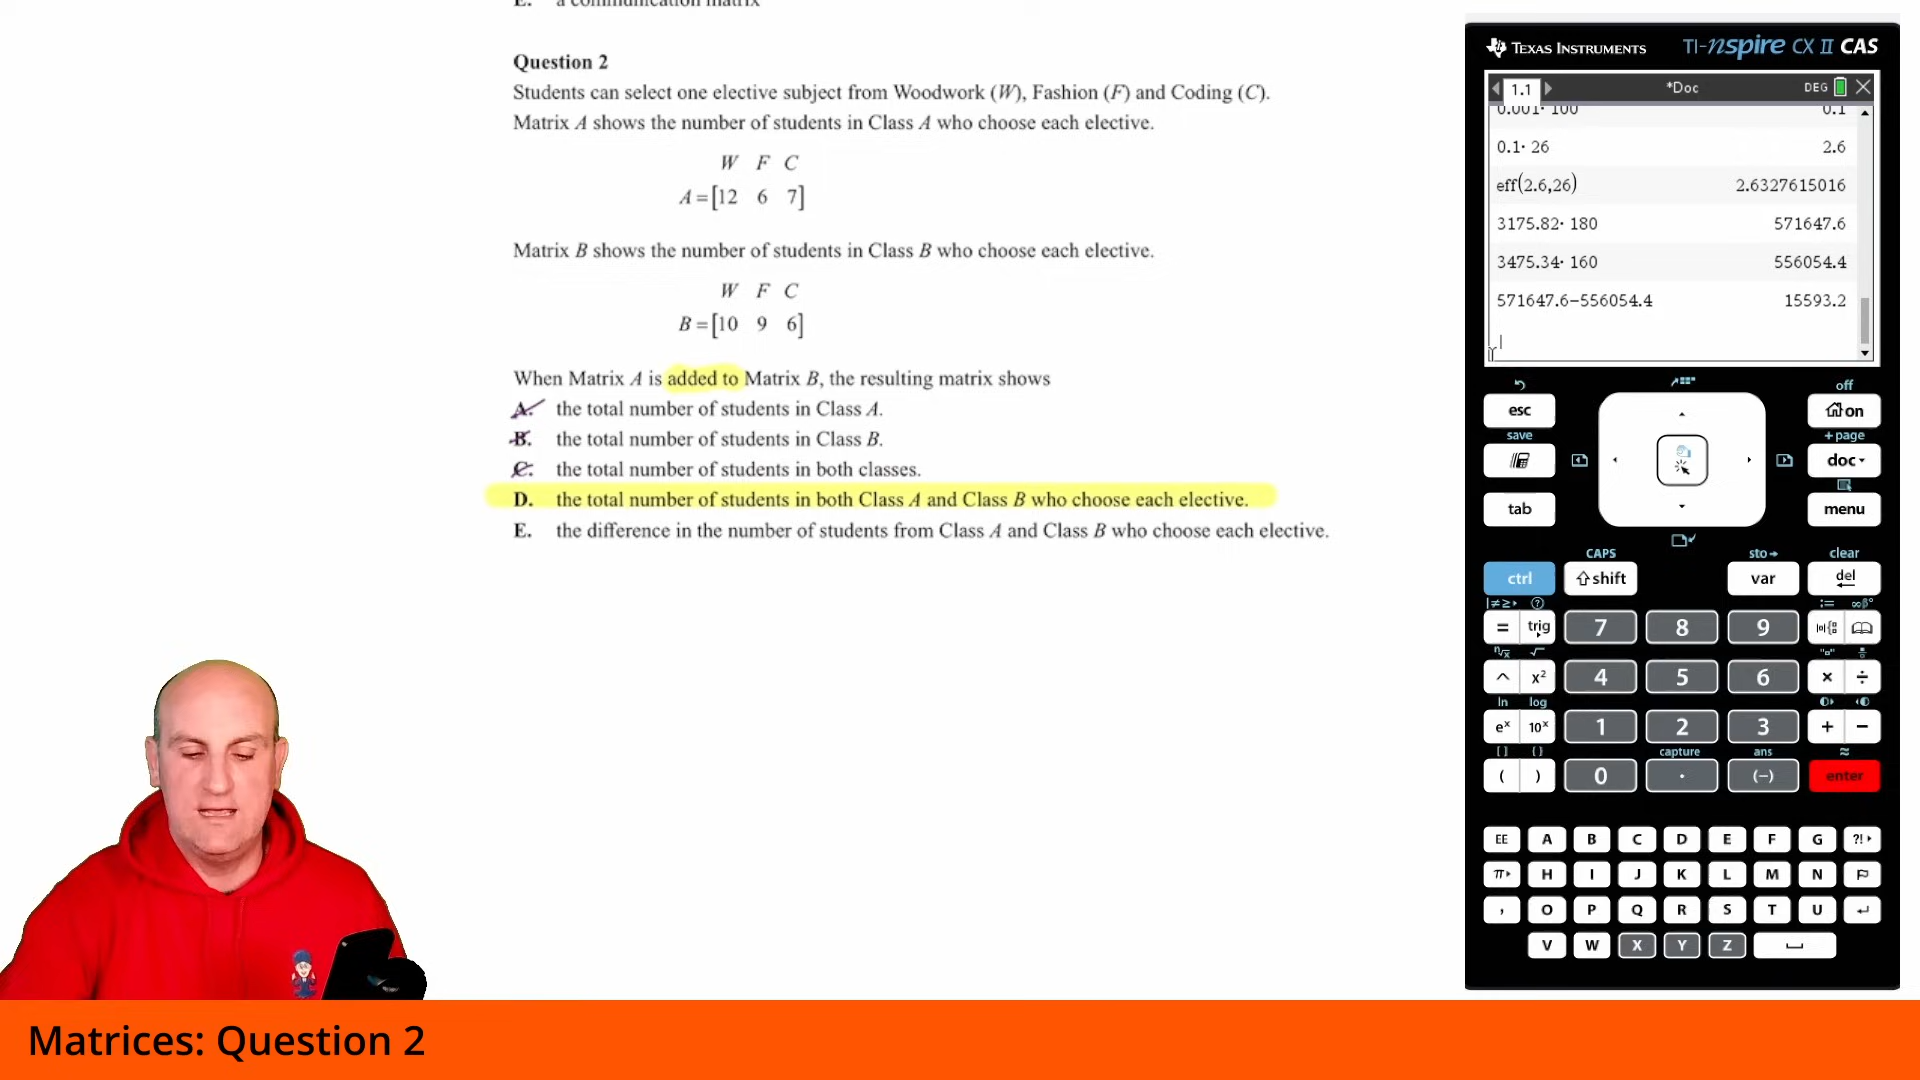 E. a communication matrix
Question 2
Students can select one elective subject from Woodwork (W), Fashion (F) and Coding (C).
Matrix A shows the number of students in Class A who choose each elective.
W F C
A = [12 6 7]
Matrix B shows the number of students in Class B who choose each elective.
W F C
B = [10 9 6]
When Matrix A is added to Matrix B, the resulting matrix shows
A. the total number of students in Class A.
B. the total number of students in Class B.
C. the total number of students in both classes.
D. the total number of students in both Class A and Class B who choose each elective.
E. the difference in the number of students from Class A and Class B who choose each elective.
Matrices: Question 2
TEXAS INSTRUMENTS TI-nspire CX II CAS
1.1 *Doc DEG
0.001· 100 0.1
0.1· 26 2.6
eff(2.6,26) 2.6327615016
3175.82· 180 571647.6
3475.34· 160 556054.4
571647.6−556054.4 15593.2
off
esc on
save +page
doc
tab menu
CAPS sto→ clear
ctrl ⇧shift var del
|≠≥▸ ? := ∞β°
= trig 7 8 9
ⁿ√x √ "□"
^ x² 4 5 6 × ÷
ln log
eˣ 10ˣ 1 2 3 + −
[ ] { } capture ans ≈
( ) 0 . (−) enter
EE A B C D E F G ?!▸
π▸ H I J K L M N
, O P Q R S T U ↵
V W X Y Z